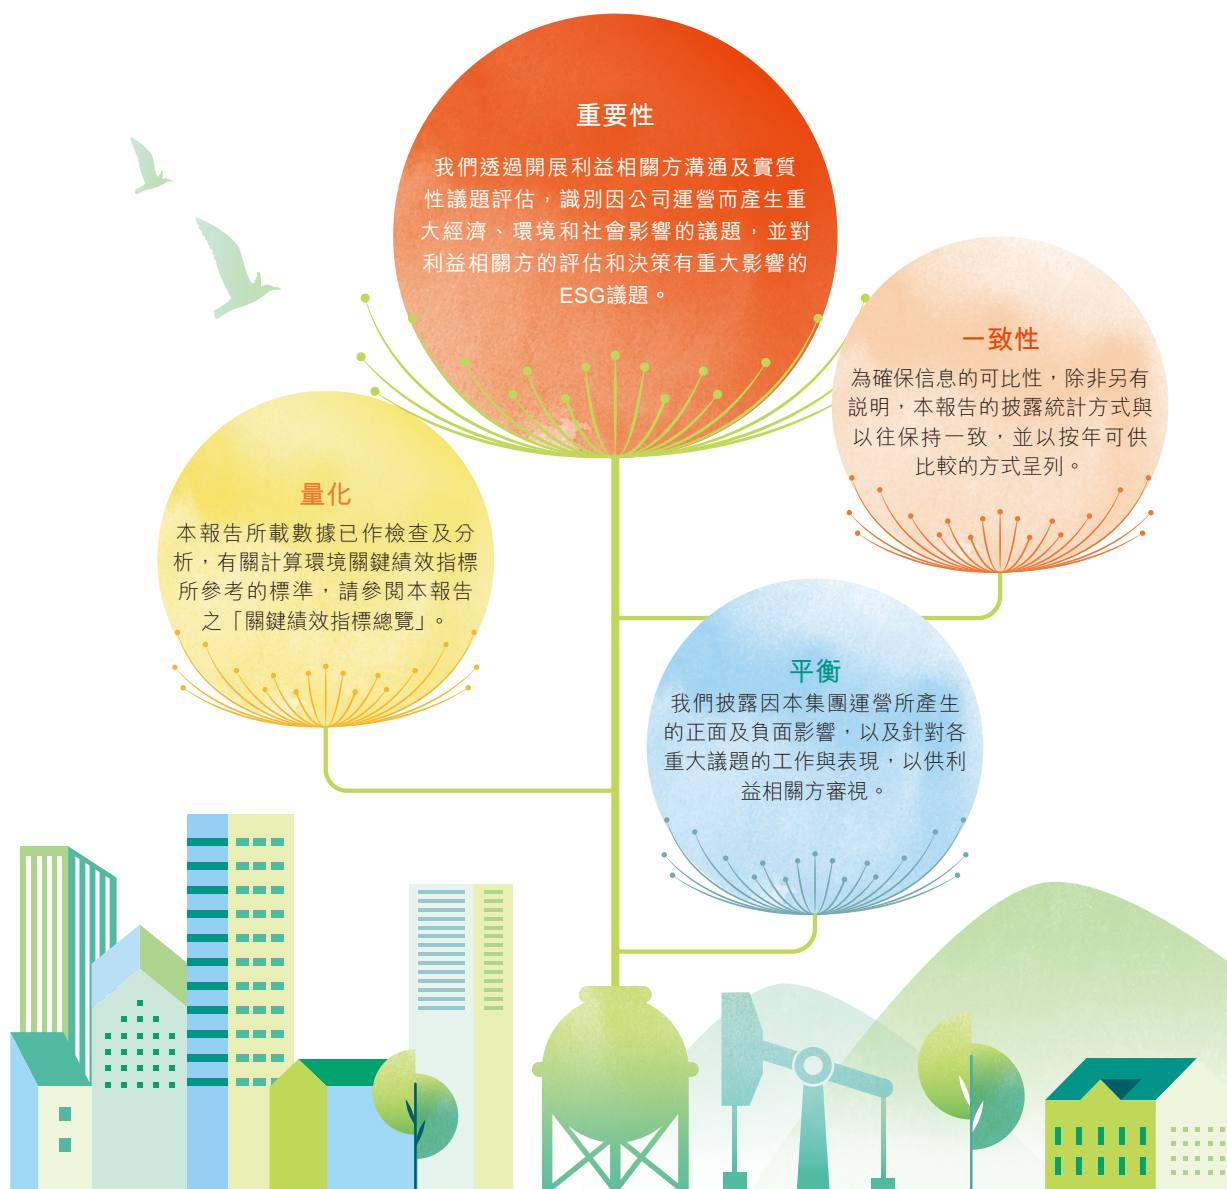 重要性
我們透過開展利益相關方溝通及實質
性議題評估，識別因公司運營而產生重
大經濟、環境和社會影響的議題，並對
利益相關方的評估和決策有重大影響的
ESG議題。
一致性
為確保信息的可比性，除非另有
説明，本報告的披露統計方式與
以往保持一致，並以按年可供
比較的方式呈列。
量化
本報告所載數據已作檢查及分
析，有關計算環境關鍵績效指標
所參考的標準，請參閱本報告
之「關鍵績效指標總覽」。
平衡
我們披露因本集團運營所產生
的正面及負面影響，以及針對各
重大議題的工作與表現，以供利
益相關方審視。